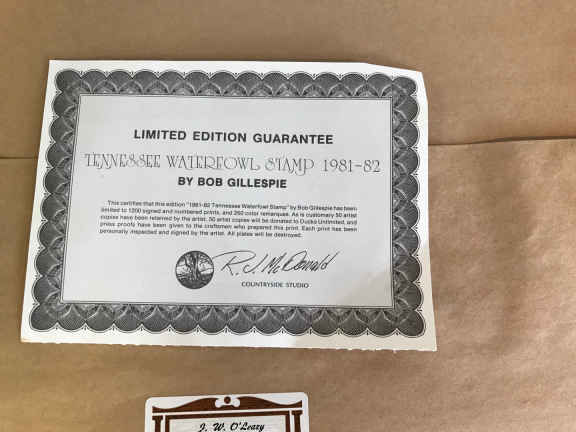 LIMITED EDITION GUARANTEE
TENNESSEE WATERFOWL STAMP 1981-82
BY BOB GILLESPIE
This certifies that this edition "1981-82 Tennessee Waterfowl Stamp" by Bob Gillespie has been
limited to 1200 signed and numbered prints, and 250 color remarques. As is customary 50 artist
copies have been retained by the artist, 50 artist copies will be donated to Ducks Unlimited, and
press proofs have been given to the craftsmen who prepared this print. Each print has been
personally inspected and signed by the artist. All plates will be destroyed.
R. J. McDonald
COUNTRYSIDE STUDIO
J. W. O'Leary